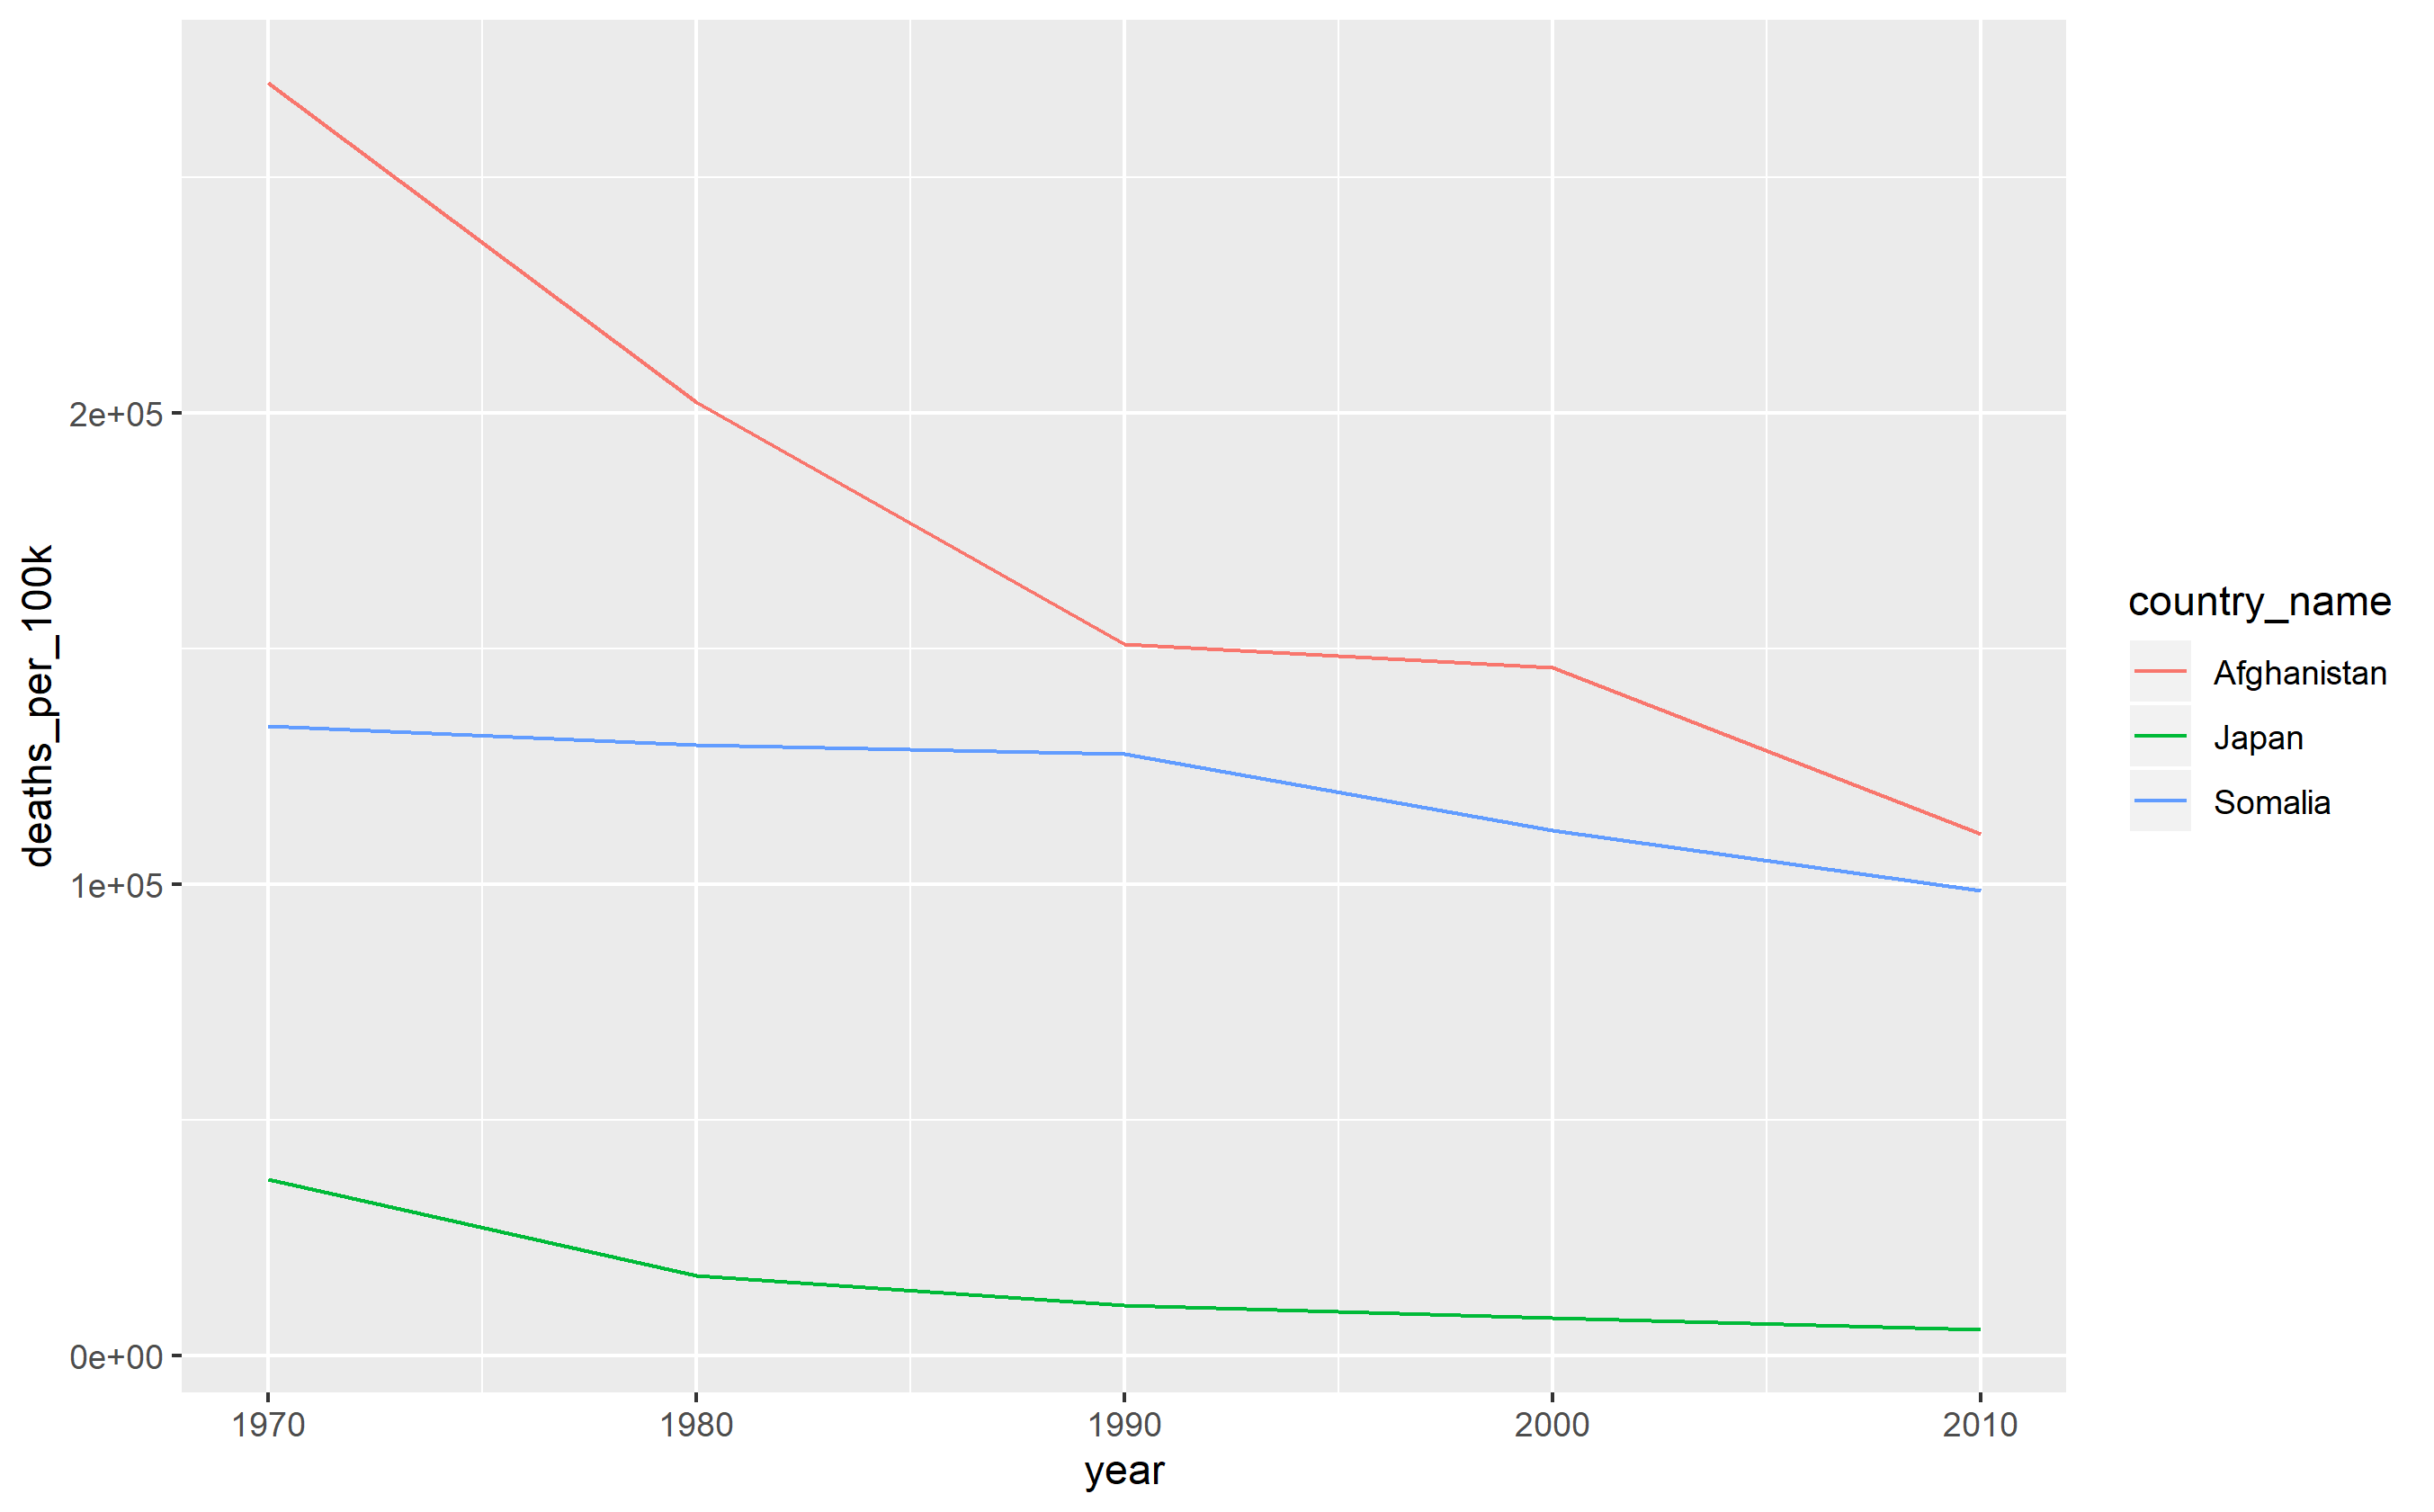 deaths_per_100k
2e+05
1e+05
0e+00
1970 1980 1990 2000 2010
year
country_name
Afghanistan
Japan
Somalia